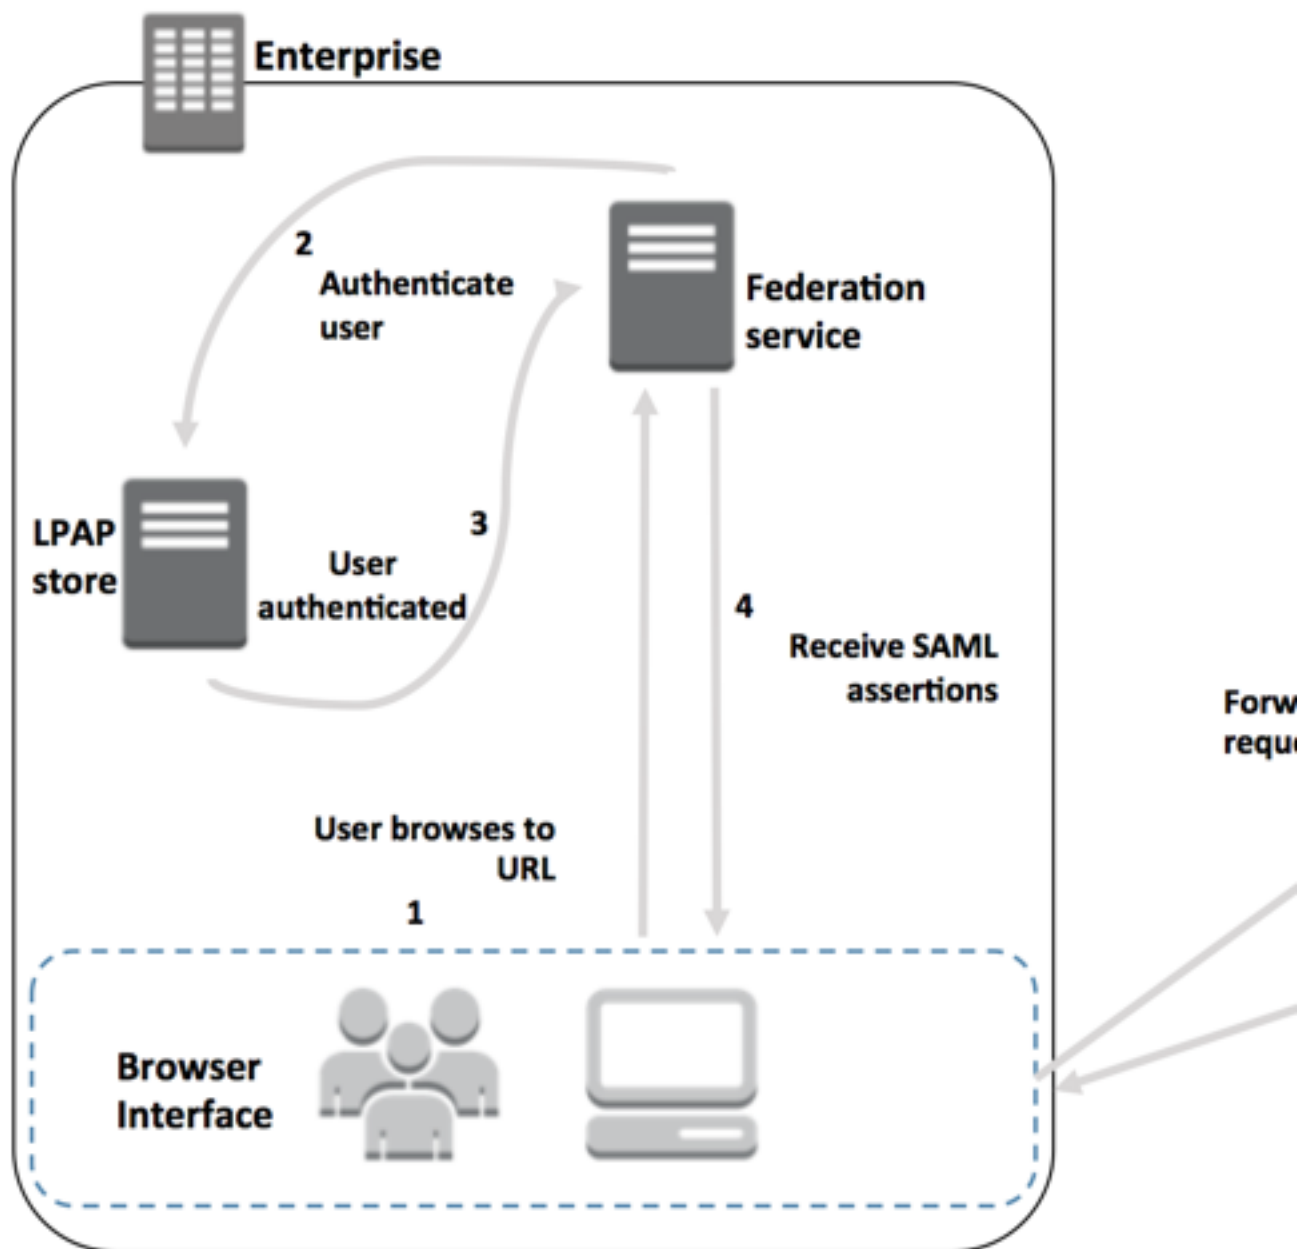 Enterprise
2
Authenticate
user
Federation
service
LPAP
store
3
User
authenticated
4
Receive SAML
assertions
User browses to
URL
1
Browser
Interface